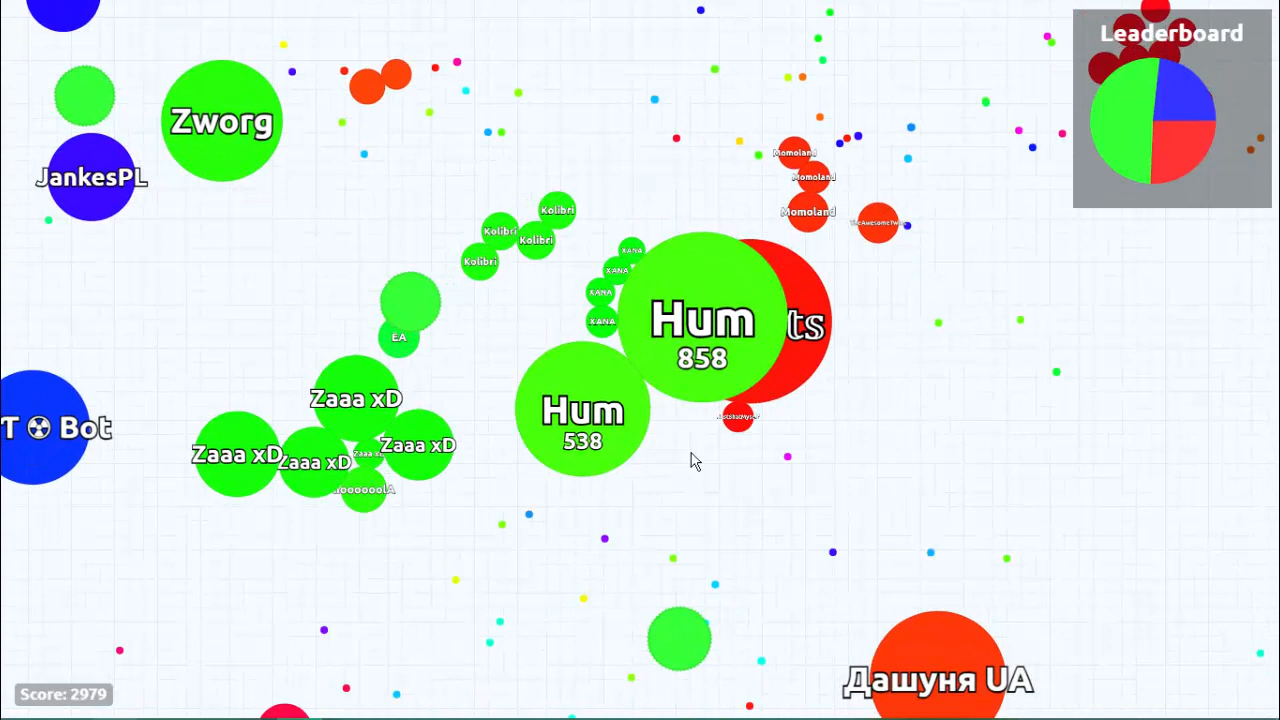 Leaderboard
Zworg
JankesPL
Momoland
Momoland
Momoland
Kolibri
Kolibri
Kolibri
Kolibri
XANA
XANA
XANA
XANA
Hum
858
ts
EA
Zaaa xD
Hum
538
T ☢ Bot
Zaaa xD
Zaaa xD
Zaaa xD
Дашуня UA
Score: 2979